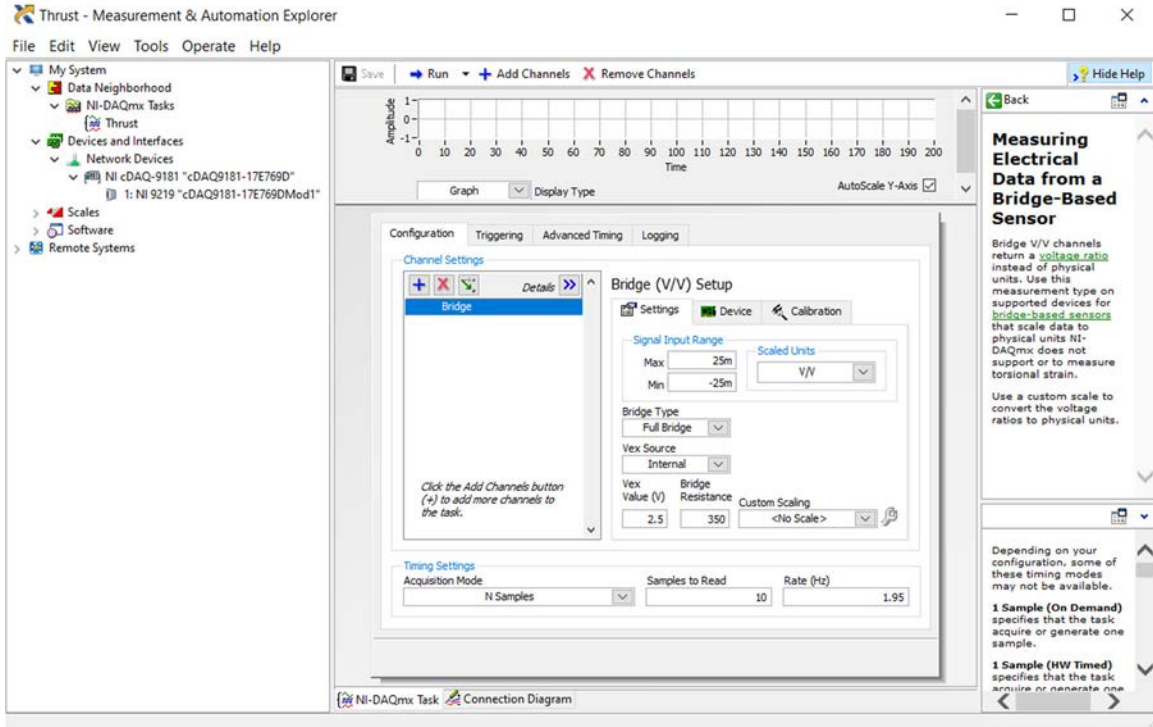 Thrust - Measurement & Automation Explorer
File Edit View Tools Operate Help
My System
Data Neighborhood
NI-DAQmx Tasks
Thrust
Devices and Interfaces
Network Devices
NI cDAQ-9181 "cDAQ9181-17E769D"
1: NI 9219 "cDAQ9181-17E769DMod1"
Scales
Software
Remote Systems
Save Run Add Channels Remove Channels
Hide Help
Amplitude
1-
0-
-1-
0 10 20 30 40 50 60 70 80 90 100 110 120 130 140 150 160 170 180 190 200
Time
Graph Display Type AutoScale Y-Axis
Configuration Triggering Advanced Timing Logging
Channel Settings
Details
Bridge
Click the Add Channels button
(+) to add more channels to
the task.
Bridge (V/V) Setup
Settings Device Calibration
Signal Input Range
Max 25m
Min -25m
Scaled Units
V/V
Bridge Type
Full Bridge
Vex Source
Internal
Vex
Value (V)
2.5
Bridge
Resistance
350
Custom Scaling
<No Scale>
Timing Settings
Acquisition Mode
N Samples
Samples to Read
10
Rate (Hz)
1.95
NI-DAQmx Task Connection Diagram
Back
Measuring
Electrical
Data from a
Bridge-Based
Sensor
Bridge V/V channels
return a voltage ratio
instead of physical
units. Use this
measurement type on
supported devices for
bridge-based sensors
that scale data to
physical units NI-
DAQmx does not
support or to measure
torsional strain.
Use a custom scale to
convert the voltage
ratios to physical units.
Depending on your
configuration, some of
these timing modes
may not be available.
1 Sample (On Demand)
specifies that the task
acquire or generate one
sample.
1 Sample (HW Timed)
specifies that the task
acquire or generate one